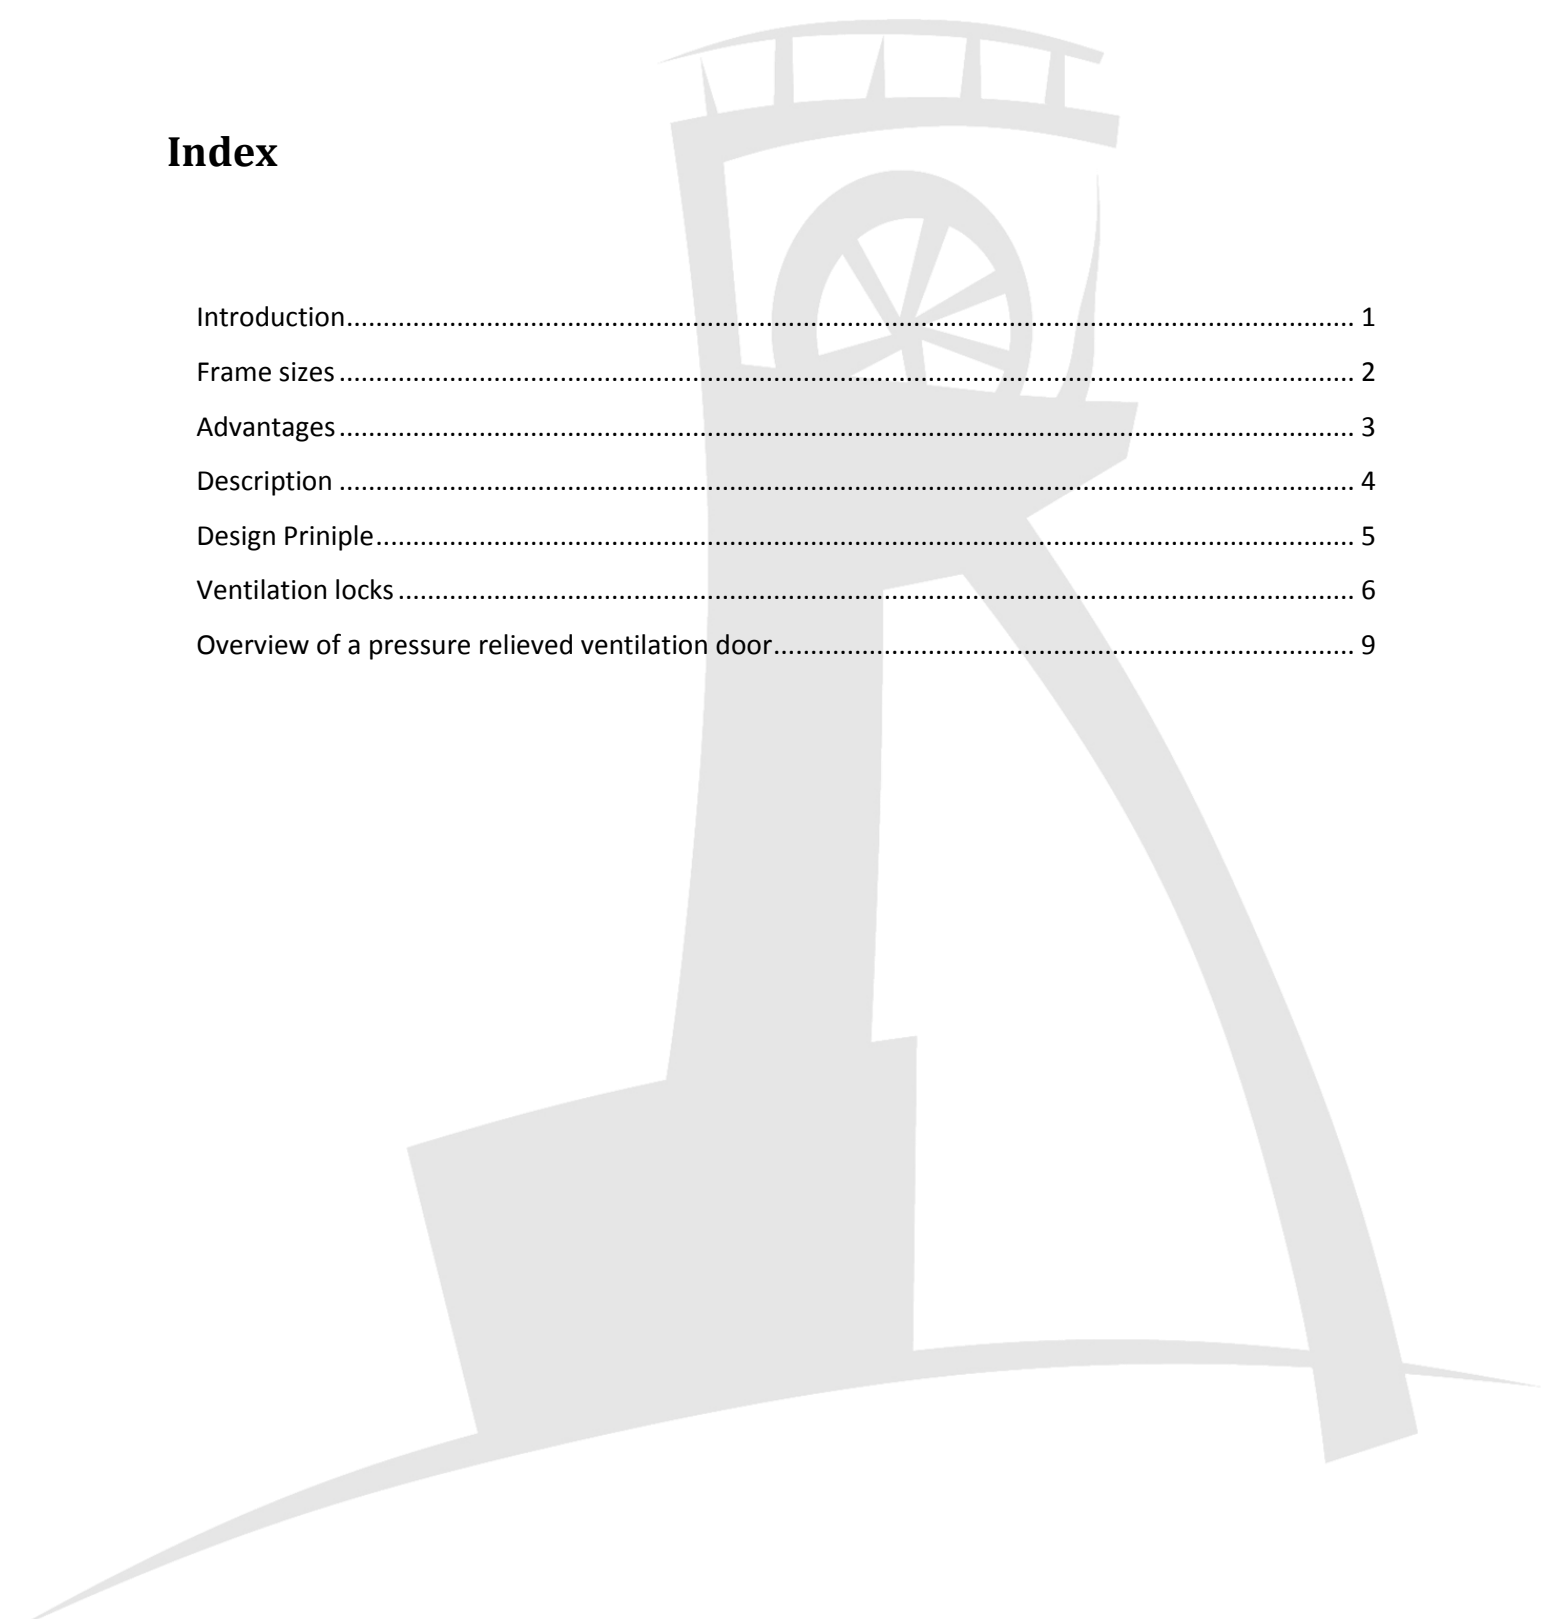 Index
Introduction.......................................................................................................................................... 1
Frame sizes .......................................................................................................................................... 2
Advantages .......................................................................................................................................... 3
Description .......................................................................................................................................... 4
Design Priniple..................................................................................................................................... 5
Ventilation locks .................................................................................................................................. 6
Overview of a pressure relieved ventilation door............................................................................... 9